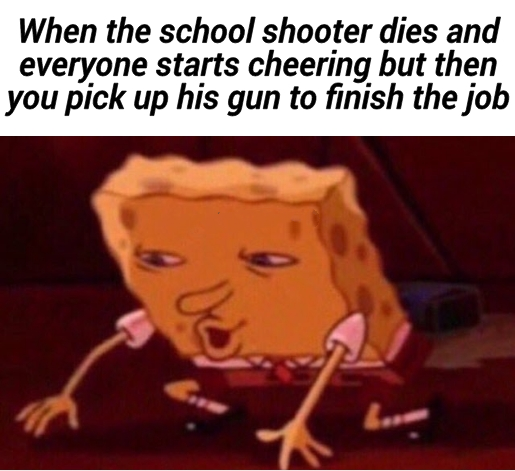 When the school shooter dies and
everyone starts cheering but then
you pick up his gun to finish the job